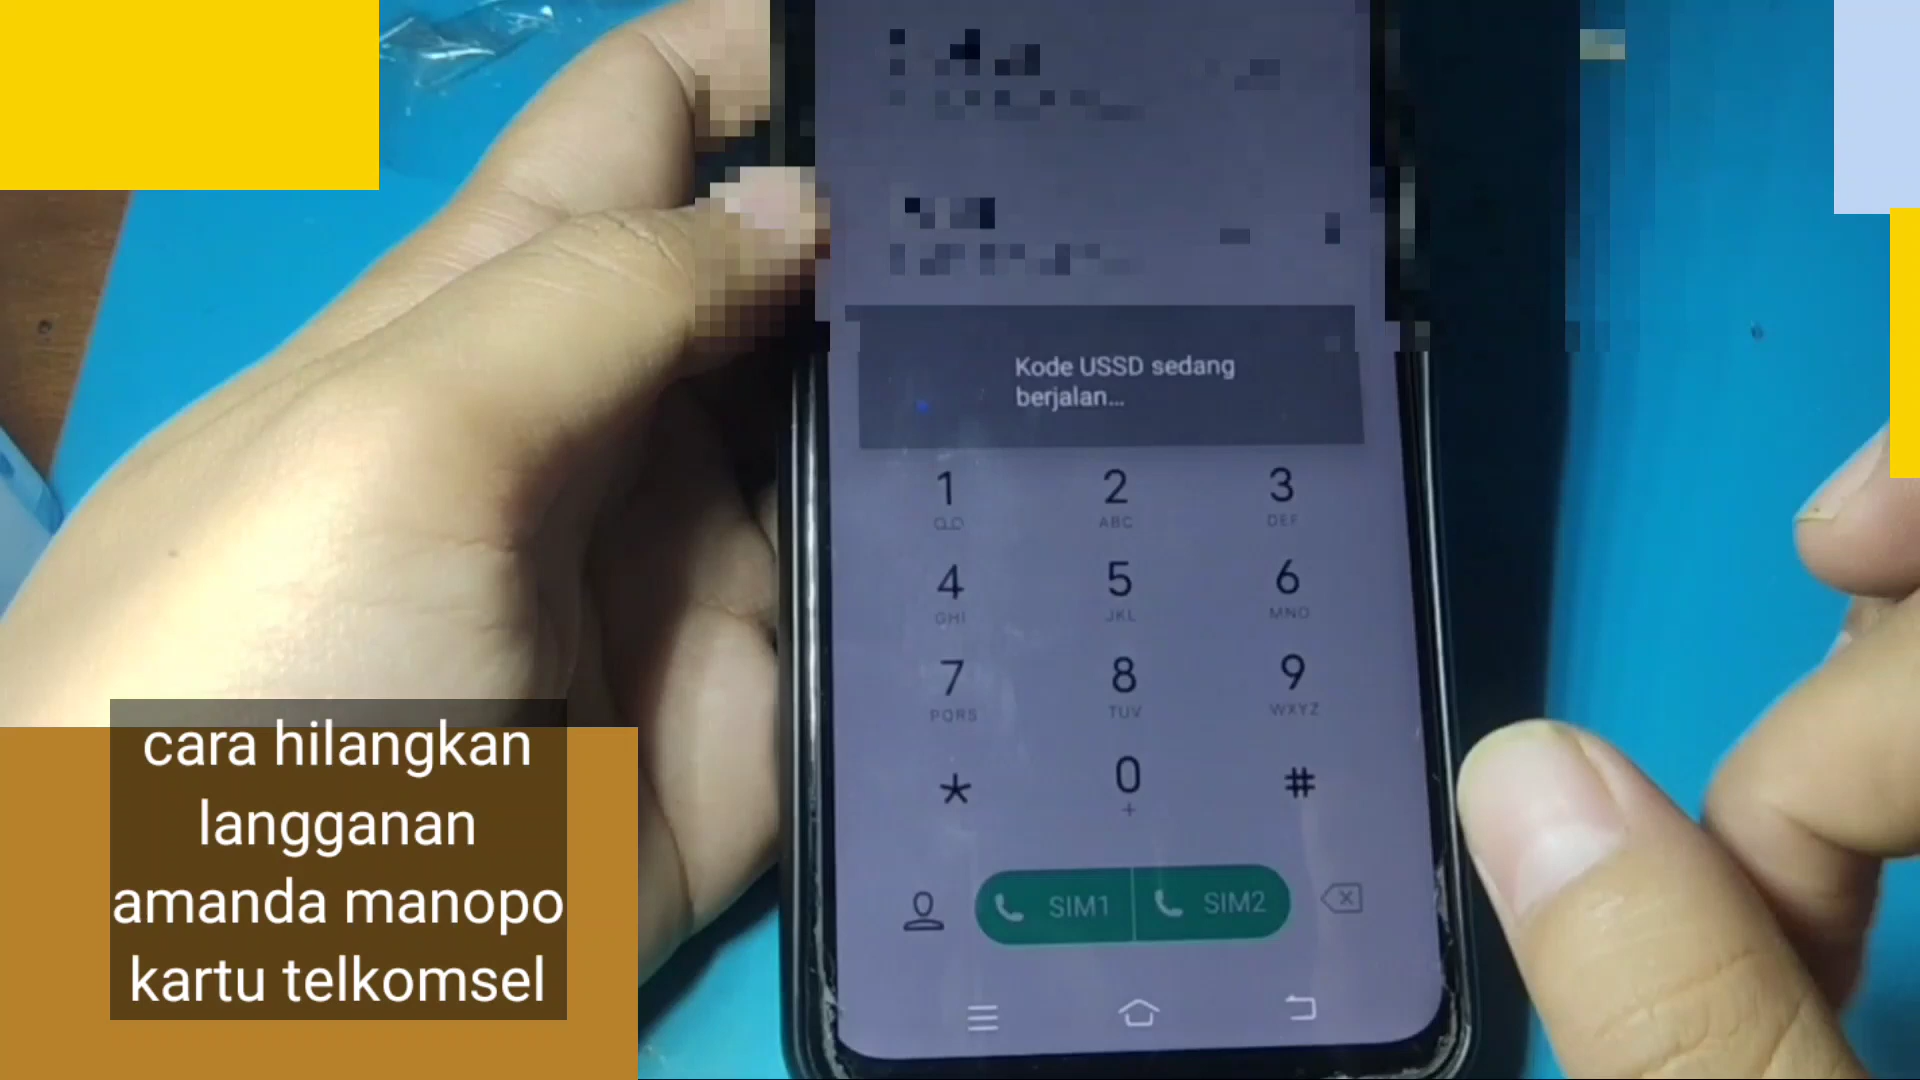 Kode USSD sedang
berjalan...
1
2
ABC
3
DEF
4
GHI
5
JKL
6
MNO
7
PQRS
8
TUV
9
WXYZ
*
0
+
#
SIM1
SIM2
cara hilangkan
langganan
amanda manopo
kartu telkomsel